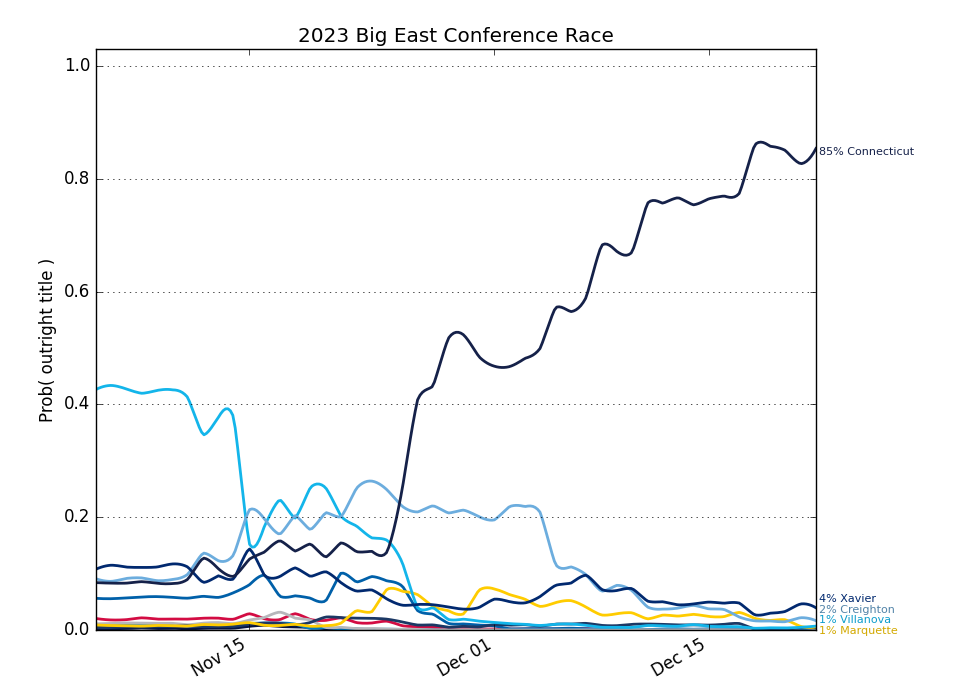 2023 Big East Conference Race
Prob( outright title )
1.0
0.8
0.6
0.4
0.2
0.0
Nov 15
Dec 01
Dec 15
85% Connecticut
4% Xavier
2% Creighton
1% Villanova
1% Marquette